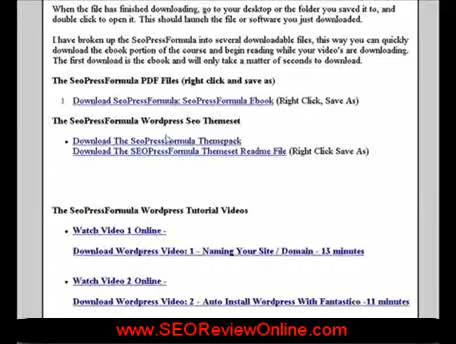 When the file has finished downloading, go to your desktop or the folder you saved it to, and
double click to open it. This should launch the file or software you just downloaded.
I have broken up the SeoPressFormula into several downloadable files, this way you can quickly
download the ebook portion of the course and begin reading while your video's are downloading.
The first download is the ebook and will only take a matter of seconds to download.
The SeoPressFormula PDF Files (right click and save as)
1. Download SeoPressFormula: SeoPressFormula Ebook (Right Click, Save As)
The SeoPressFormula Wordpress Seo Themeset
• Download The SeoPressFormula Themepack
Download The SEOPressFormula Themeset Readme File (Right Click Save As)
The SeoPressFormula Wordpress Tutorial Videos
• Watch Video 1 Online -
Download Wordpress Video: 1 - Naming Your Site / Domain - 13 minutes
• Watch Video 2 Online -
Download Wordpress Video: 2 - Auto Install Wordpress With Fantastico -11 minutes
www.SEOReviewOnline.com